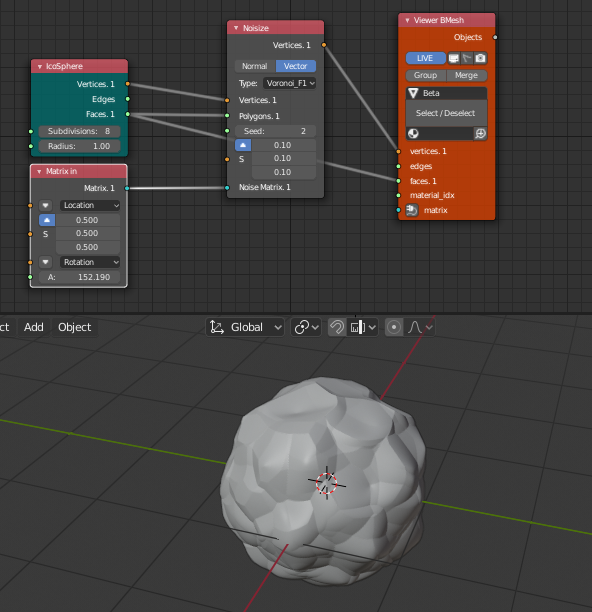 IcoSphere
Vertices. 1
Edges
Faces. 1
Subdivisions: 8
Radius: 1.00
Matrix in
Matrix. 1
Location
0.500
S 0.500
0.500
Rotation
A: 152.190
Noisize
Vertices. 1
Normal Vector
Type: Voronoi_F1
Vertices. 1
Polygons. 1
Seed: 2
0.10
S 0.10
0.10
Noise Matrix. 1
Viewer BMesh
Objects
LIVE
Group Merge
Beta
Select / Deselect
vertices. 1
edges
faces. 1
material_idx
matrix
ct Add Object Global